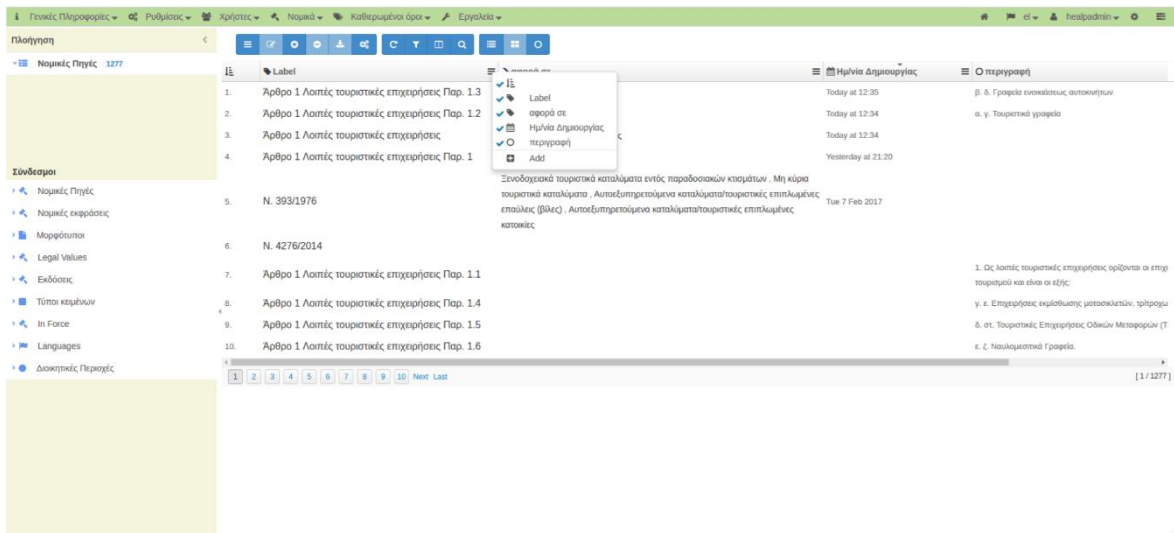 Γενικές Πληροφορίες Ρυθμίσεις Χρήστες Νομικά Καθιερωμένοι όροι Εργαλεία el healpadmin
Πλοήγηση
Νομικές Πηγές 1277
Label αφορά σε Ημ/νία Δημιουργίας περιγραφή
1. Άρθρο 1 Λοιπές τουριστικές επιχειρήσεις Παρ. 1.3 Today at 12:35 β. δ. Γραφεία ενοικιάσεως αυτοκινήτων
2. Άρθρο 1 Λοιπές τουριστικές επιχειρήσεις Παρ. 1.2 Today at 12:34 α. γ. Τουριστικά γραφεία
3. Άρθρο 1 Λοιπές τουριστικές επιχειρήσεις Today at 12:34
4. Άρθρο 1 Λοιπές τουριστικές επιχειρήσεις Παρ. 1 Yesterday at 21:20
Label
αφορά σε
Ημ/νία Δημιουργίας
περιγραφή
Add
5. Ν. 393/1976 Tue 7 Feb 2017
Ξενοδοχειακά τουριστικά καταλύματα εντός παραδοσιακών κτισμάτων , Μη κύρια
τουριστικά καταλύματα , Αυτοεξυπηρετούμενα καταλύματα/τουριστικές επιπλωμένες
επαύλεις (βίλες) , Αυτοεξυπηρετούμενα καταλύματα/τουριστικές επιπλωμένες
κατοικίες
6. Ν. 4276/2014
7. Άρθρο 1 Λοιπές τουριστικές επιχειρήσεις Παρ. 1.1
1. Ως λοιπές τουριστικές επιχειρήσεις ορίζονται οι επιχι
τουρισμού και είναι οι εξής:
8. Άρθρο 1 Λοιπές τουριστικές επιχειρήσεις Παρ. 1.4 γ. ε. Επιχειρήσεις εκμίσθωσης μοτοσικλετών, τρίτροχω
9. Άρθρο 1 Λοιπές τουριστικές επιχειρήσεις Παρ. 1.5 δ. στ. Τουριστικές Επιχειρήσεις Οδικών Μεταφορών (Τ
10. Άρθρο 1 Λοιπές τουριστικές επιχειρήσεις Παρ. 1.6 ε. ζ. Ναυλομεσιτικά Γραφεία.
1 2 3 4 5 6 7 8 9 10 Next Last [ 1 / 1277 ]
Σύνδεσμοι
Νομικές Πηγές
Νομικές εκφράσεις
Μορφότυποι
Legal Values
Εκδόσεις
Τύποι κειμένων
In Force
Languages
Διοικητικές Περιοχές